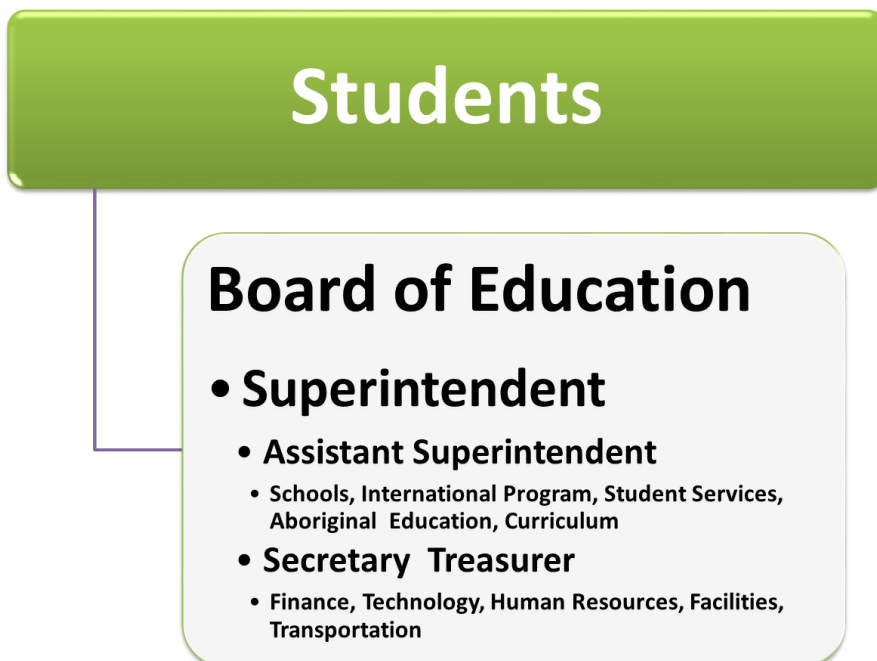 Students
Board of Education
• Superintendent
• Assistant Superintendent
• Schools, International Program, Student Services,
Aboriginal Education, Curriculum
• Secretary Treasurer
• Finance, Technology, Human Resources, Facilities,
Transportation